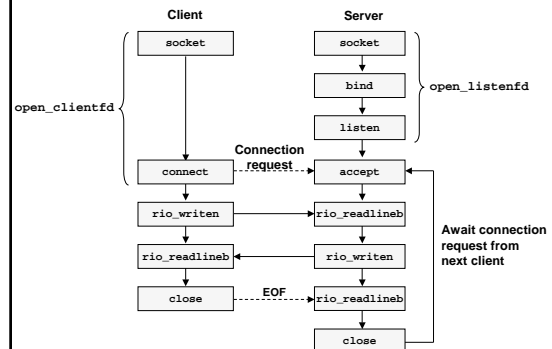 Client
Server
socket
socket
bind
open_clientfd
open_listenfd
listen
Connection
request
connect
accept
rio_writen
rio_readlineb
Await connection
request from
next client
rio_readlineb
rio_writen
close
EOF
rio_readlineb
close